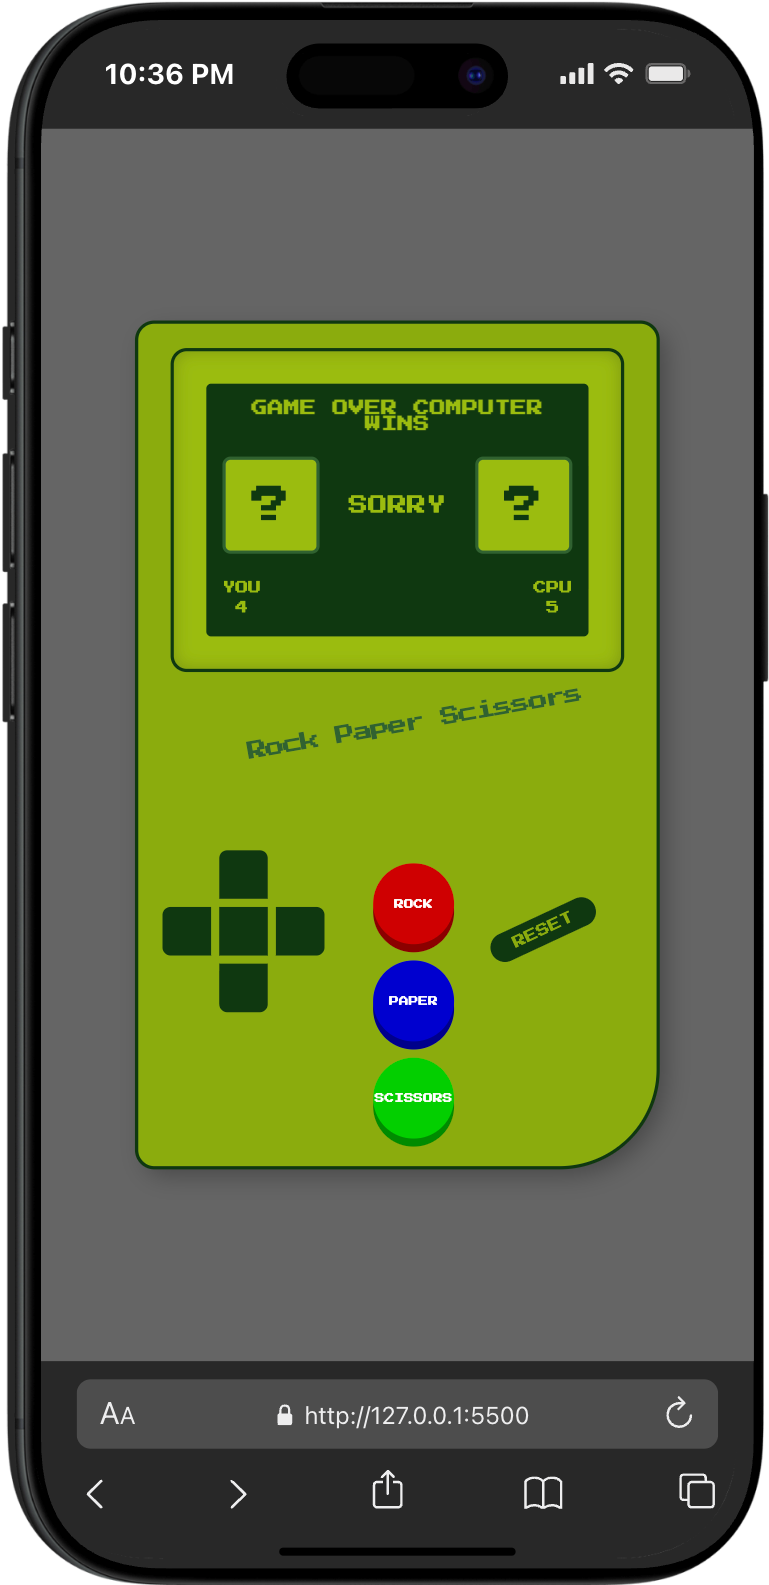 10:36 PM
GAME OVER COMPUTER
WINS
?
SORRY
?
YOU
CPU
4
5
Rock Paper Scissors
ROCK
RESET
PAPER
SCISSORS
AA
http://127.0.0.1:5500